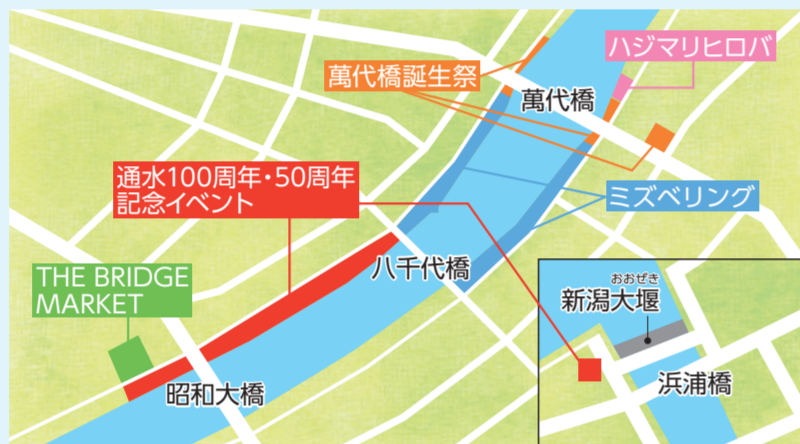 ハジマリヒロバ
萬代橋誕生祭
萬代橋
通水100周年・50周年
記念イベント
ミズベリング
八千代橋
THE BRIDGE
MARKET
昭和大橋
おおぜき
新潟大堰
浜浦橋